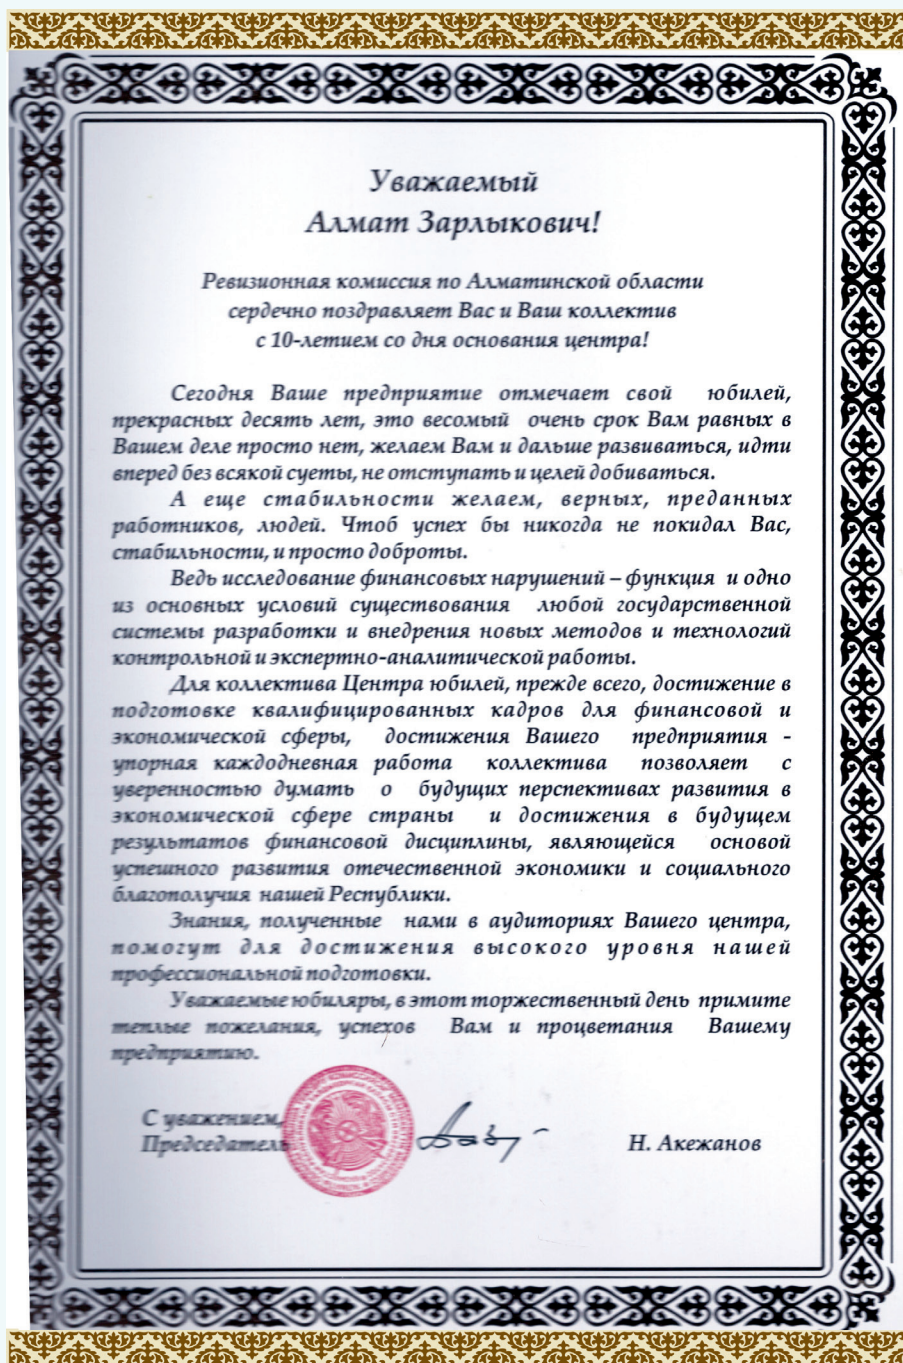 Уважаемый
Алмат Зарлыкович!
Ревизионная комиссия по Алматинской области
сердечно поздравляет Вас и Ваш коллектив
с 10-летием со дня основания центра!
Сегодня Ваше предприятие отмечает свой юбилей,
прекрасных десять лет, это весомый очень срок Вам равных в
Вашем деле просто нет, желаем Вам и дальше развиваться, идти
вперед без всякой суеты, не отступать и целей добиваться.
А еще стабильности желаем, верных, преданных
работников, людей. Чтоб успех бы никогда не покидал Вас,
стабильности, и просто доброты.
Ведь исследование финансовых нарушений – функция и одно
из основных условий существования любой государственной
системы разработки и внедрения новых методов и технологий
контрольной и экспертно-аналитической работы.
Для коллектива Центра юбилей, прежде всего, достижение в
подготовке квалифицированных кадров для финансовой и
экономической сферы, достижения Вашего предприятия -
упорная каждодневная работа коллектива позволяет с
уверенностью думать о будущих перспективах развития в
экономической сфере страны и достижения в будущем
результатов финансовой дисциплины, являющейся основой
успешного развития отечественной экономики и социального
благополучия нашей Республики.
Знания, полученные нами в аудиториях Вашего центра,
помогут для достижения высокого уровня нашей
профессиональной подготовки.
Уважаемые юбиляры, в этот торжественный день примите
теплые пожелания, успехов Вам и процветания Вашему
предприятию.
С уважением,
Председатель
Н. Акежанов